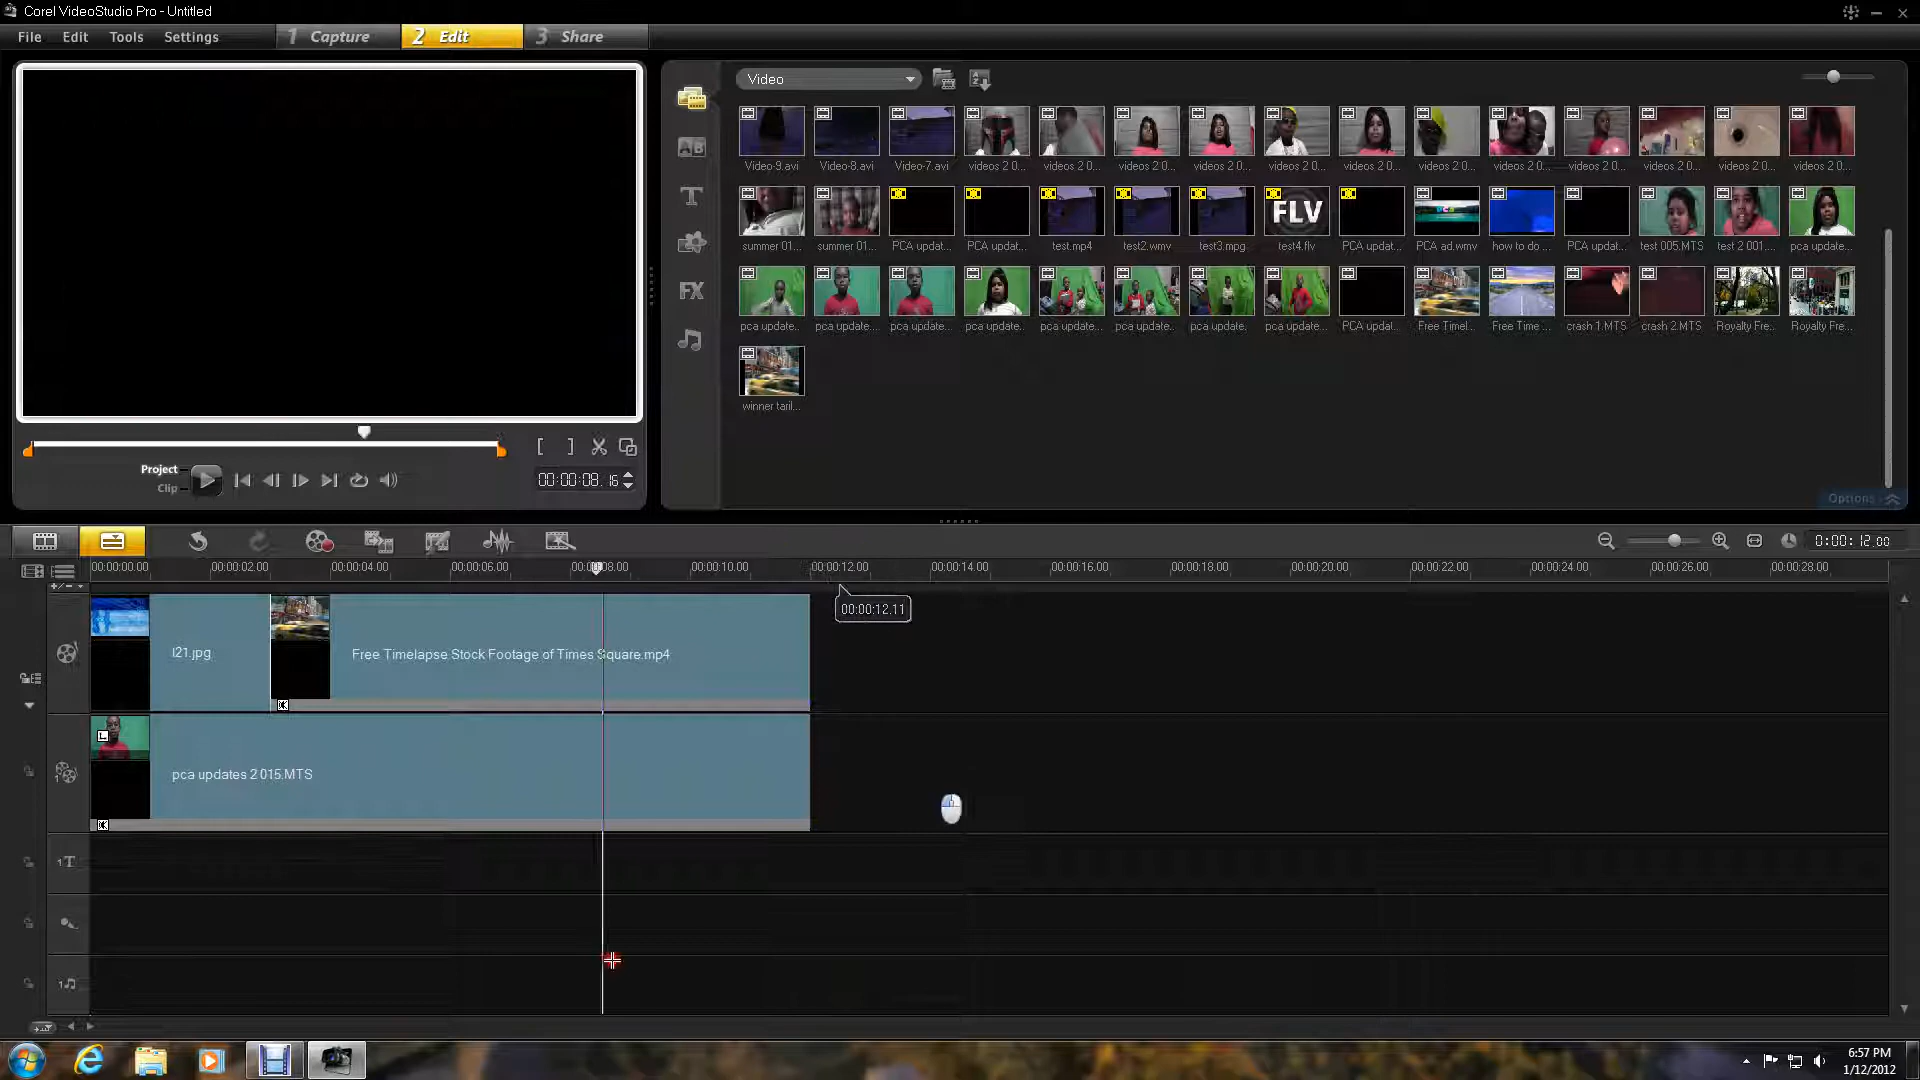 Corel VideoStudio Pro - Untitled
File Edit Tools Settings 1 Capture 2 Edit 3 Share
Video
Video-9.avi Video-8.avi Video-7.avi videos 2 0... videos 2 0... videos 2 0... videos 2 0... videos 2 0... videos 2 0... videos 2 0... videos 2 0... videos 2 0... videos 2 0... videos 2 0... videos 2 0...
FLV
summer 01... summer 01... PCA updat... PCA updat... test.mp4 test2.wmv test3.mpg test4.flv PCA updat... PCA ad.wmv how to do ... PCA updat... test 005.MTS test 2 001.... pca update...
pca update... pca update... pca update... pca update... pca update... pca update... pca update... pca update... PCA updat... Free Timel... Free Time ... crash 1.MTS crash 2.MTS Royalty Fre... Royalty Fre...
winner taril...
Project
Clip
00:00:08. 16
Options
0:00: 12.00
00:00:00.00 00:00:02.00 00:00:04.00 00:00:06.00 00:00:08.00 00:00:10.00 00:00:12.00 00:00:14.00 00:00:16.00 00:00:18.00 00:00:20.00 00:00:22.00 00:00:24.00 00:00:26.00 00:00:28.00
00:00:12.11
I21.jpg
Free Timelapse Stock Footage of Times Square.mp4
pca updates 2 015.MTS
6:57 PM
1/12/2012